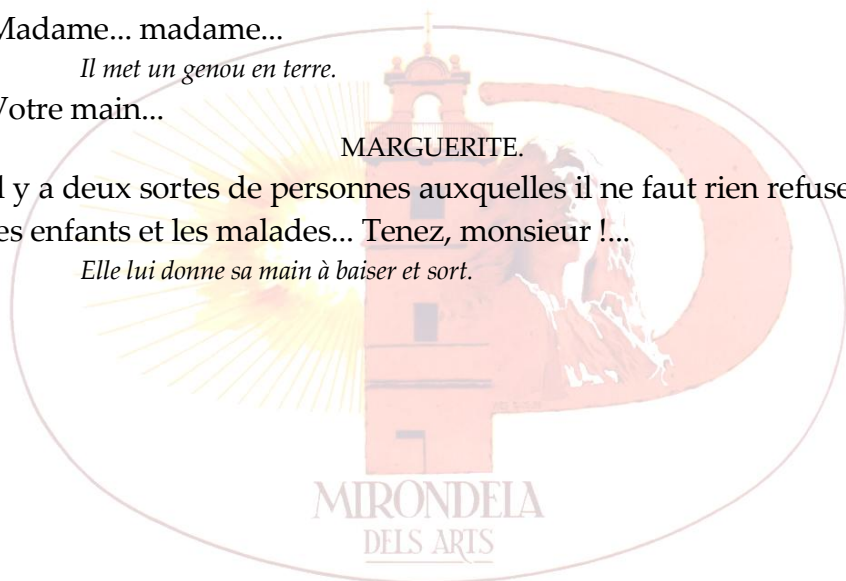 Madame... madame...
Il met un genou en terre.
Votre main...
MARGUERITE.
l y a deux sortes de personnes auxquelles il ne faut rien refuse
es enfants et les malades... Tenez, monsieur !...
Elle lui donne sa main à baiser et sort.
MIRONDELA
DELS ARTS